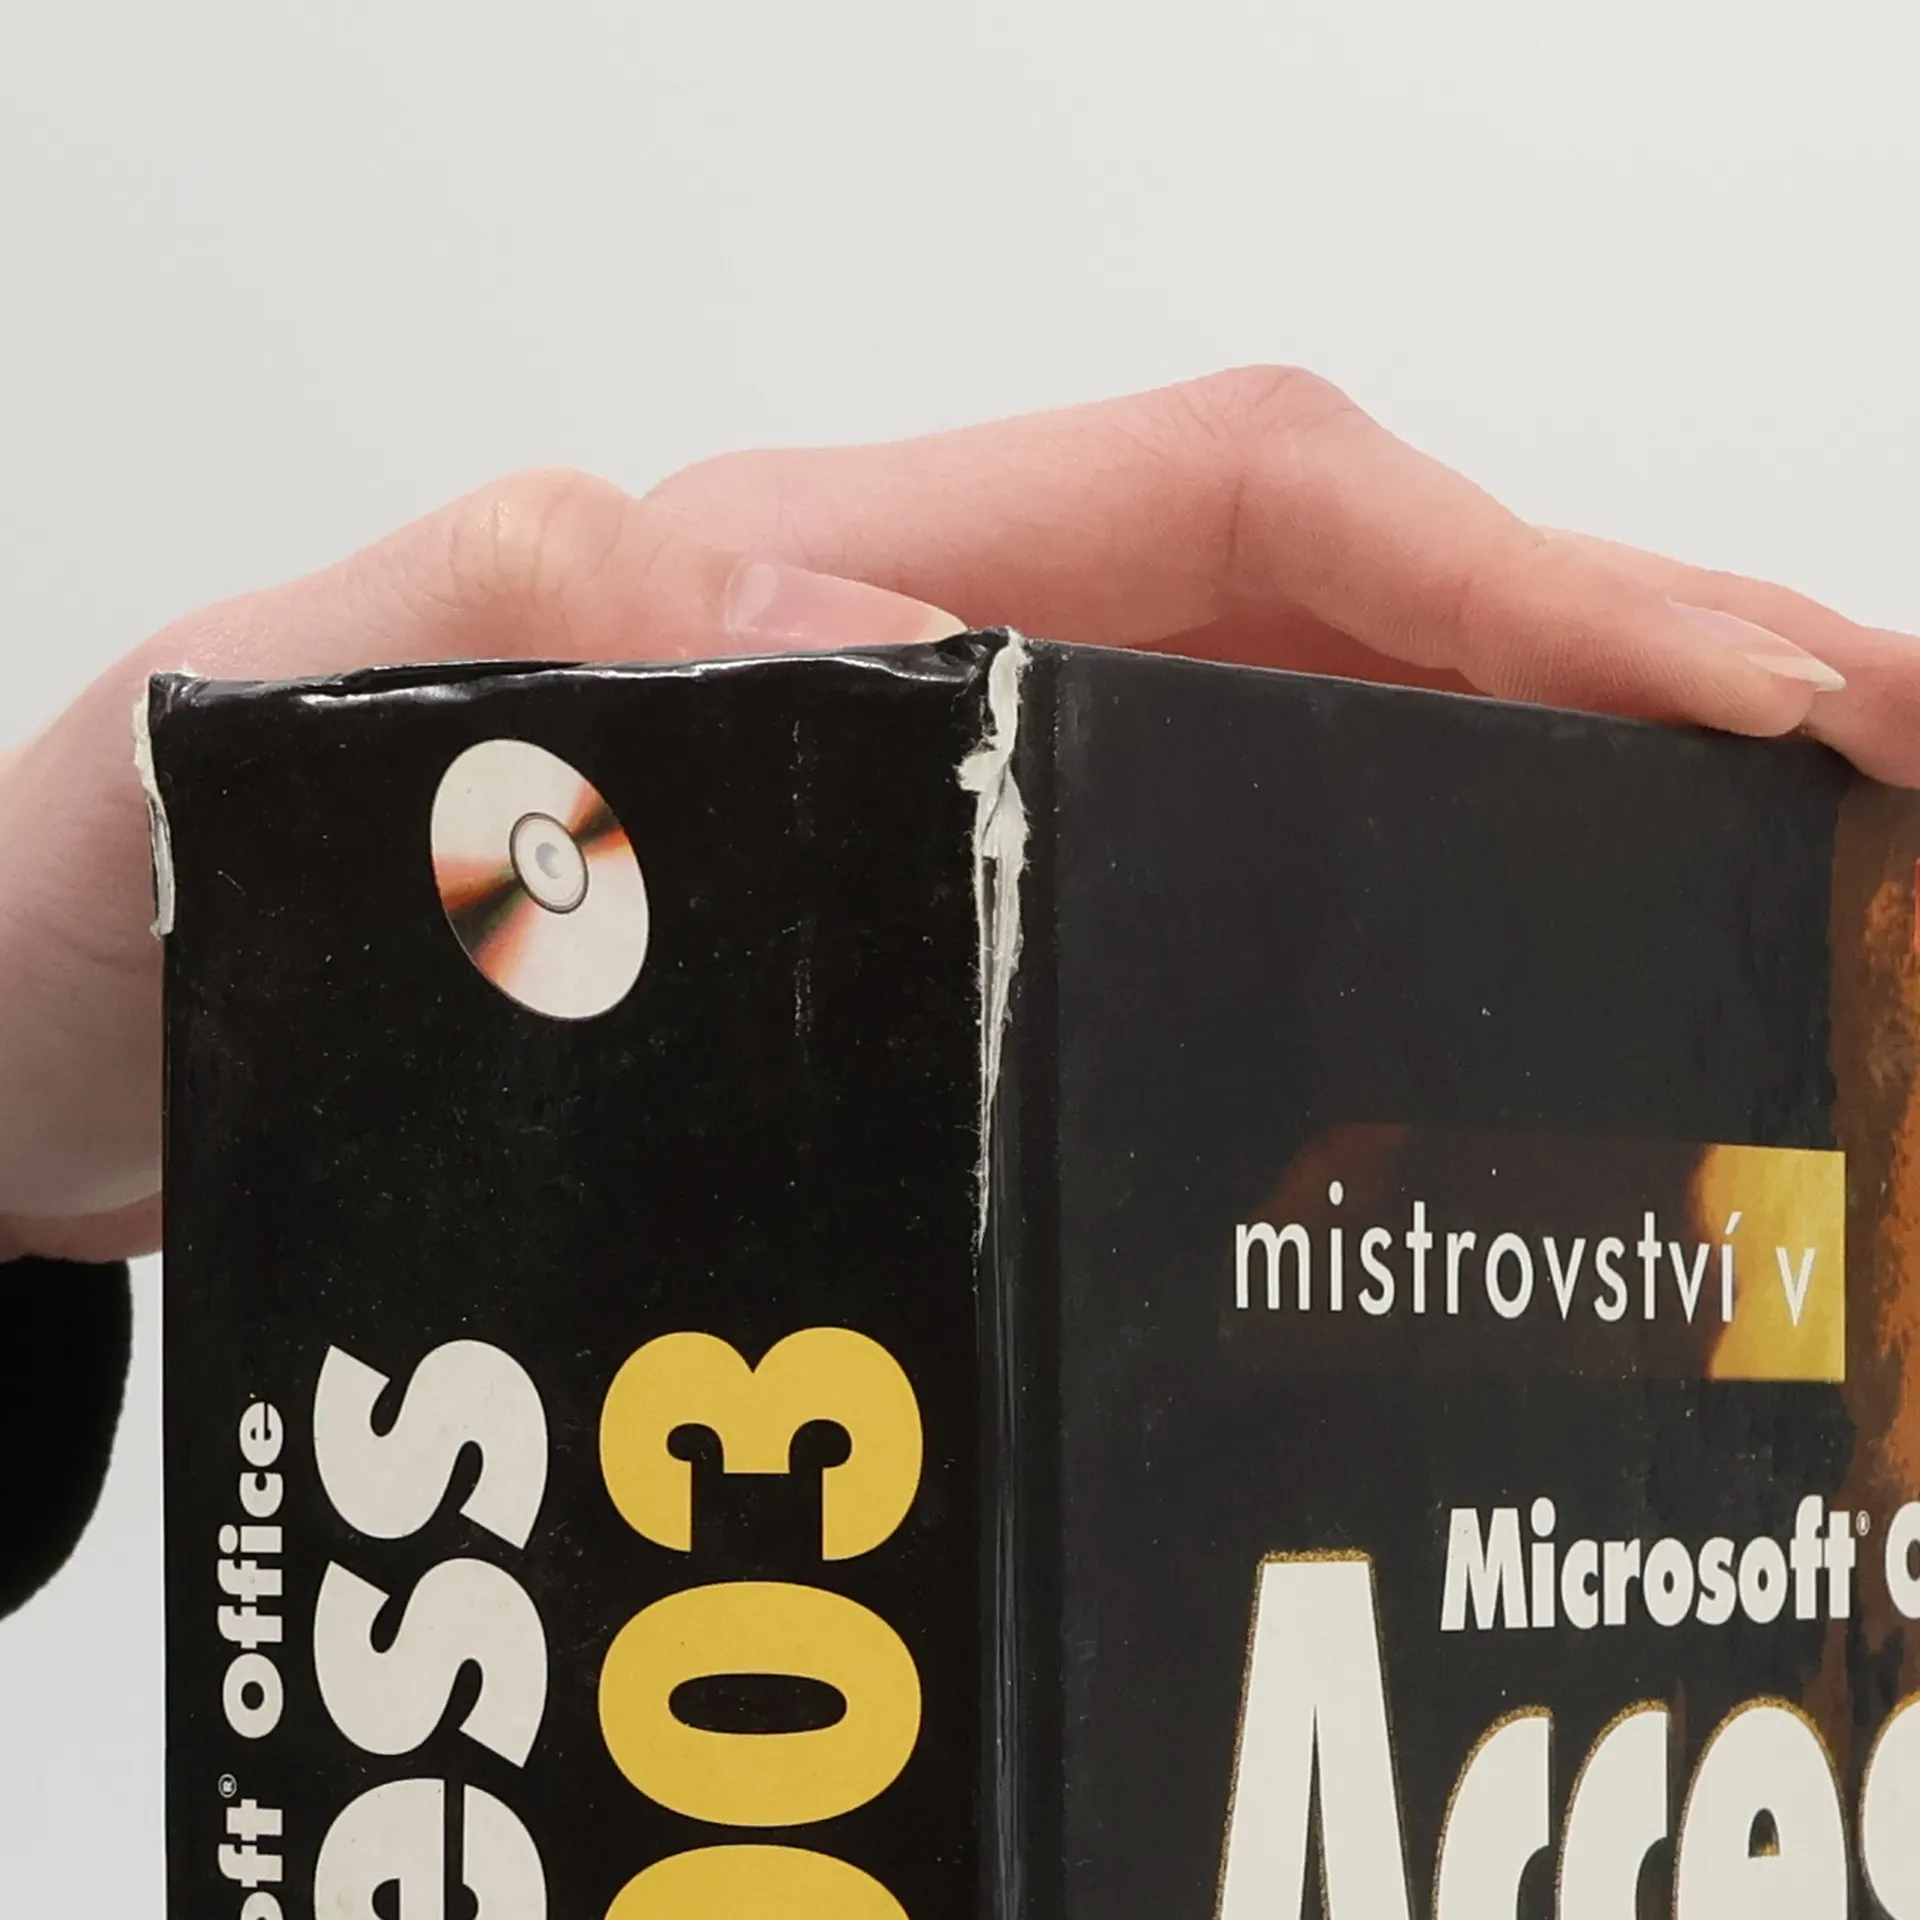 oft® Office
ess
003
mistrovství v
Microsoft®
Acces